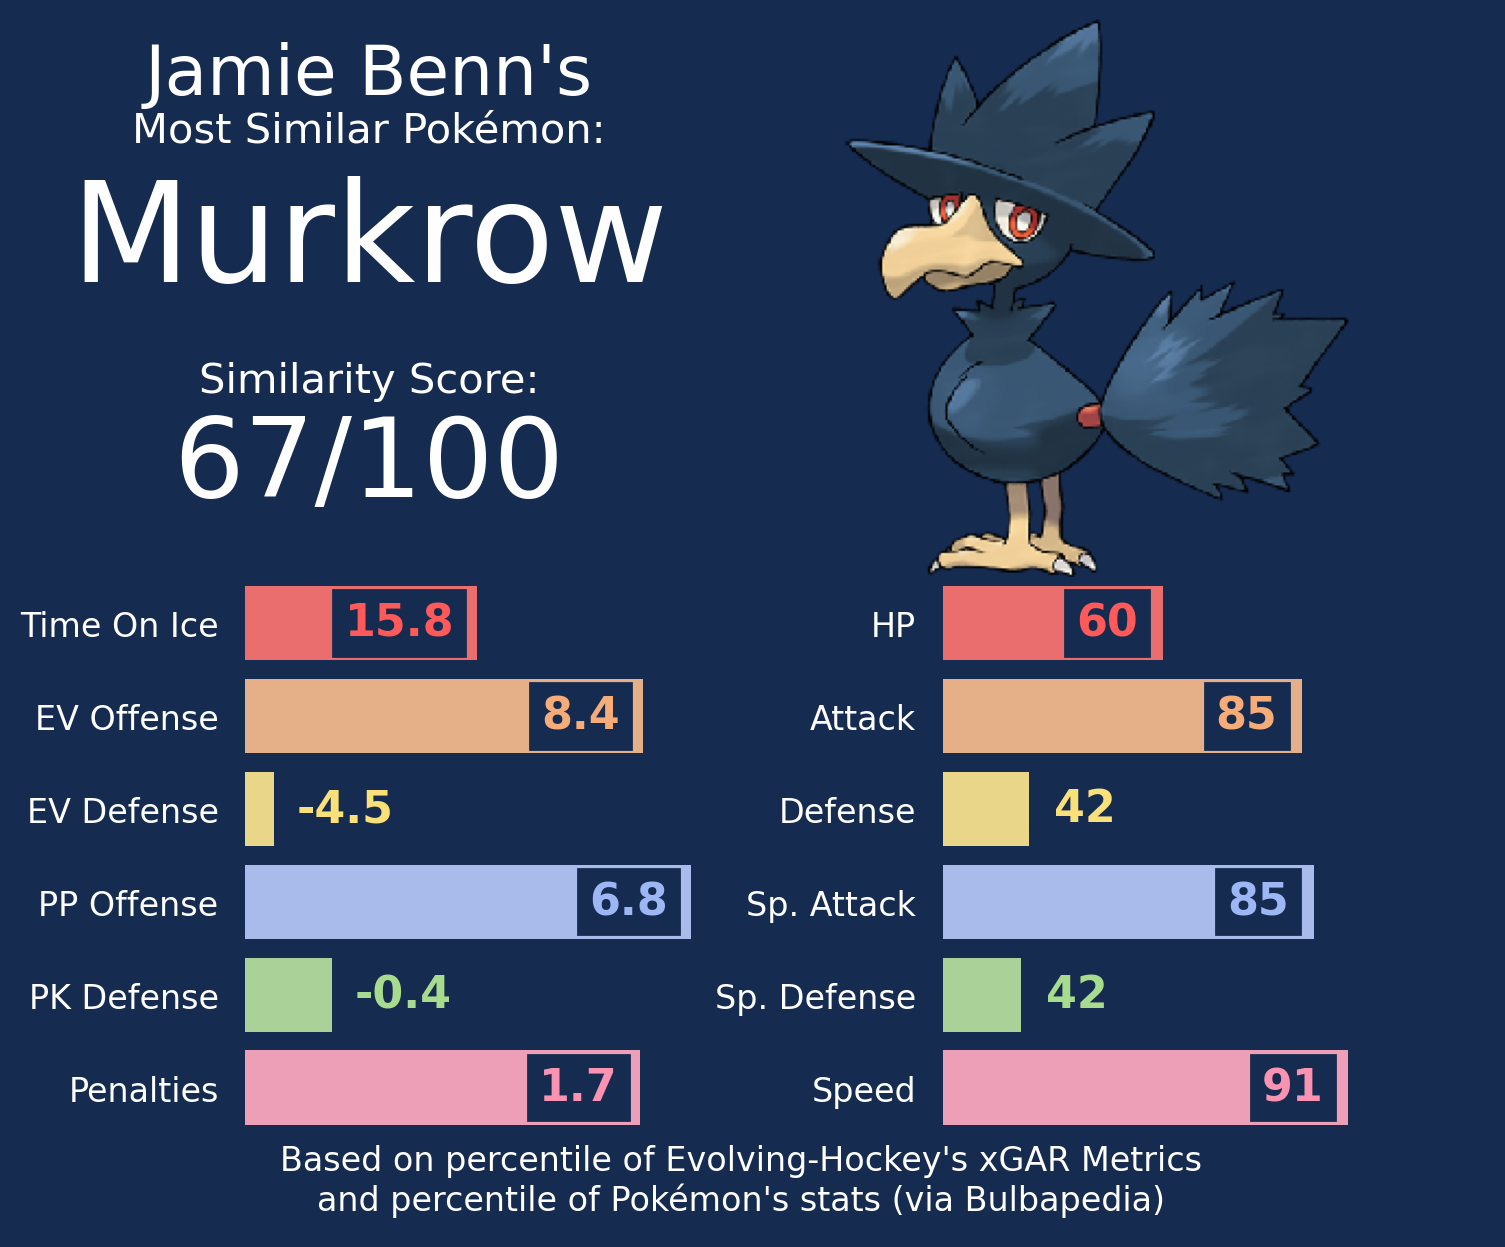 Jamie Benn's
Most Similar Pokémon:
Murkrow
Similarity Score:
67/100
Time On Ice 15.8
EV Offense 8.4
EV Defense -4.5
PP Offense 6.8
PK Defense -0.4
Penalties 1.7
HP 60
Attack 85
Defense 42
Sp. Attack 85
Sp. Defense 42
Speed 91
Based on percentile of Evolving-Hockey's xGAR Metrics
and percentile of Pokémon's stats (via Bulbapedia)